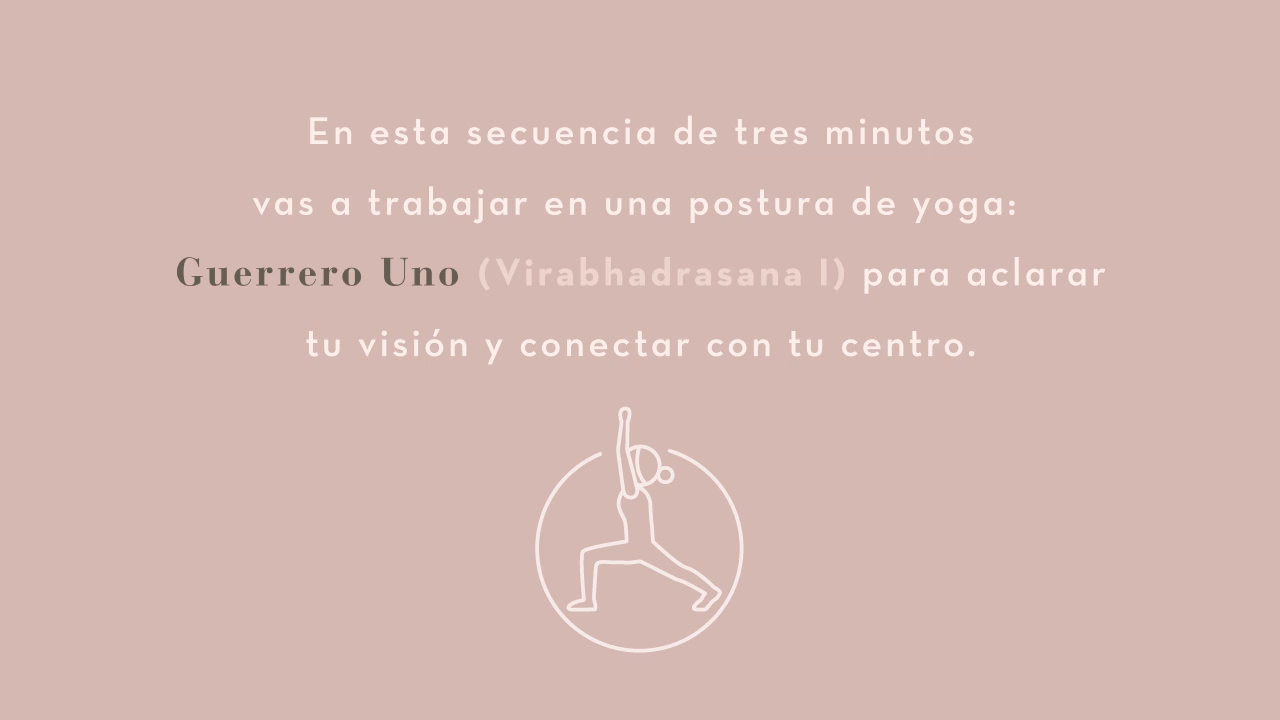 En esta secuencia de tres minutos
vas a trabajar en una postura de yoga:
Guerrero Uno (Virabhadrasana I) para aclarar
tu visión y conectar con tu centro.